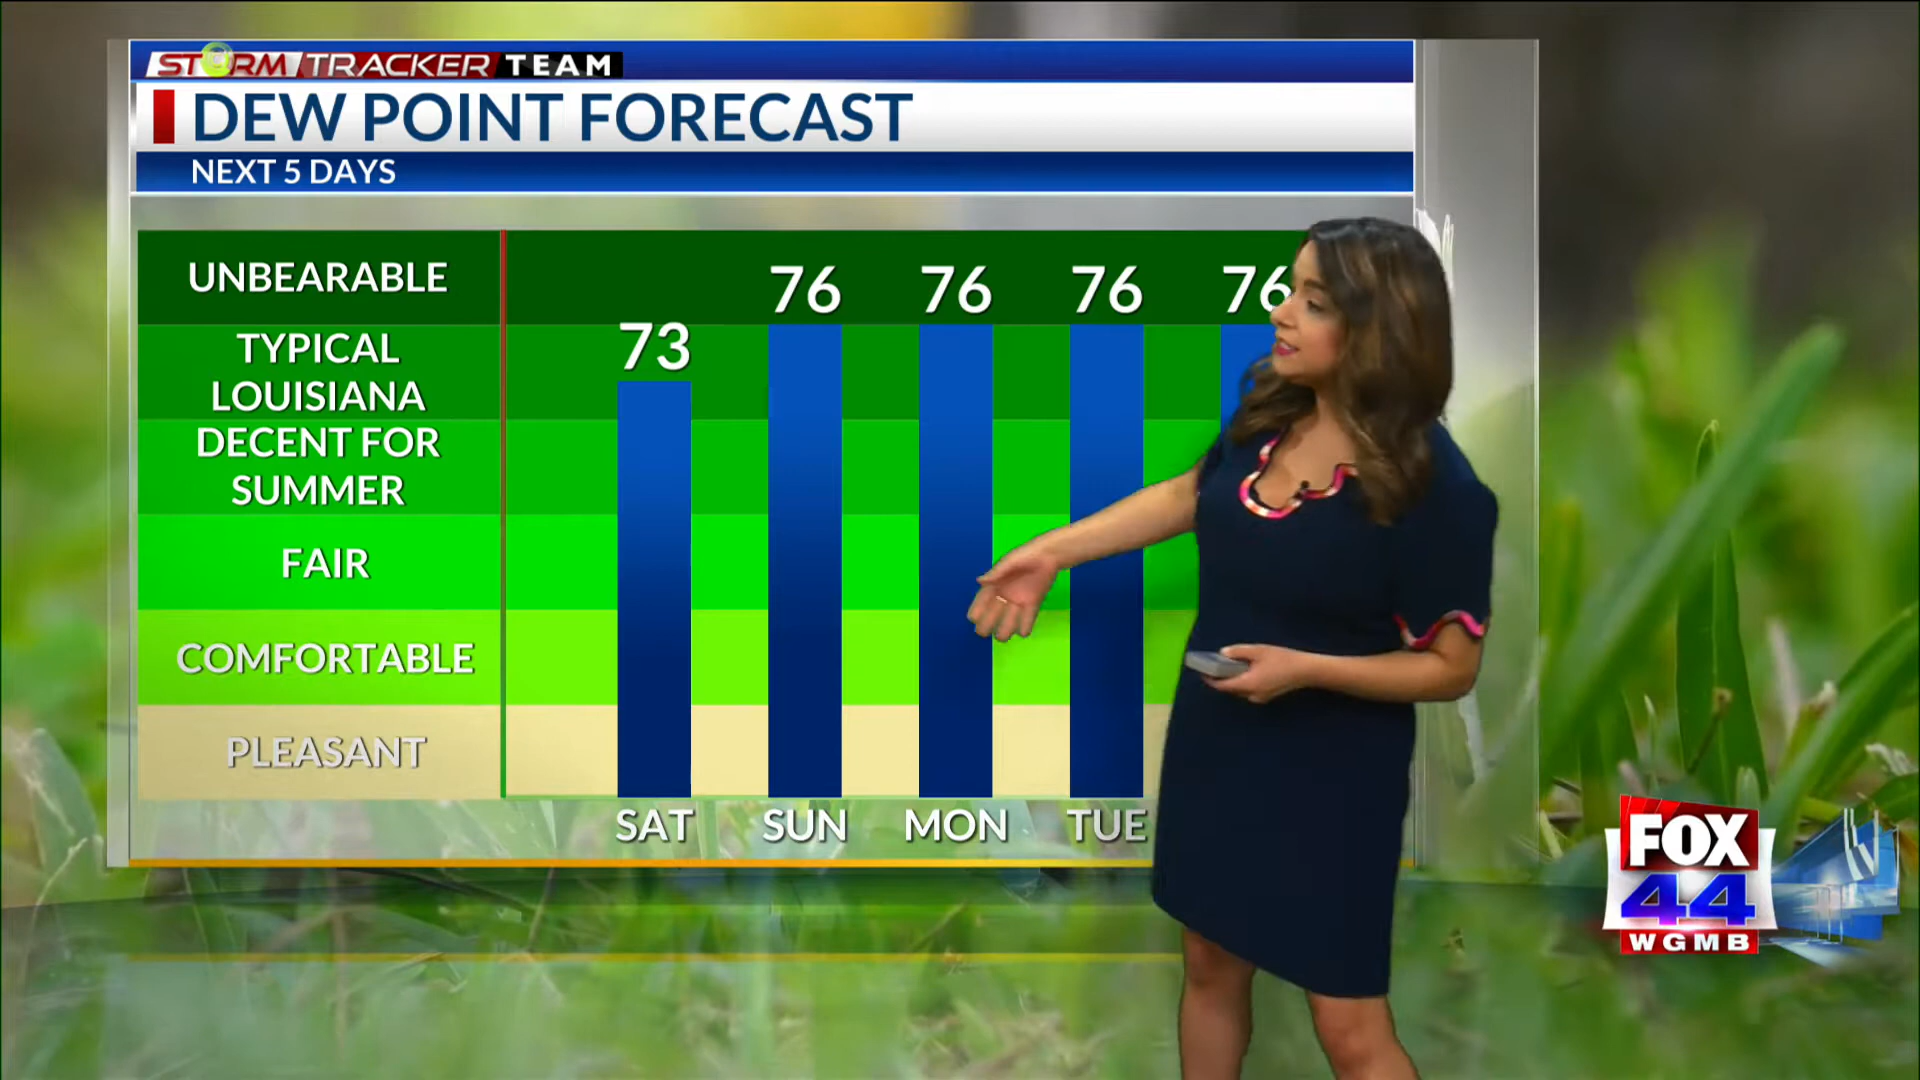 STORM TRACKER TEAM
DEW POINT FORECAST
NEXT 5 DAYS
UNBEARABLE
TYPICAL
LOUISIANA
DECENT FOR
SUMMER
FAIR
COMFORTABLE
PLEASANT
73
76
76
76
76
SAT
SUN
MON
TUE
FOX
44
WGMB